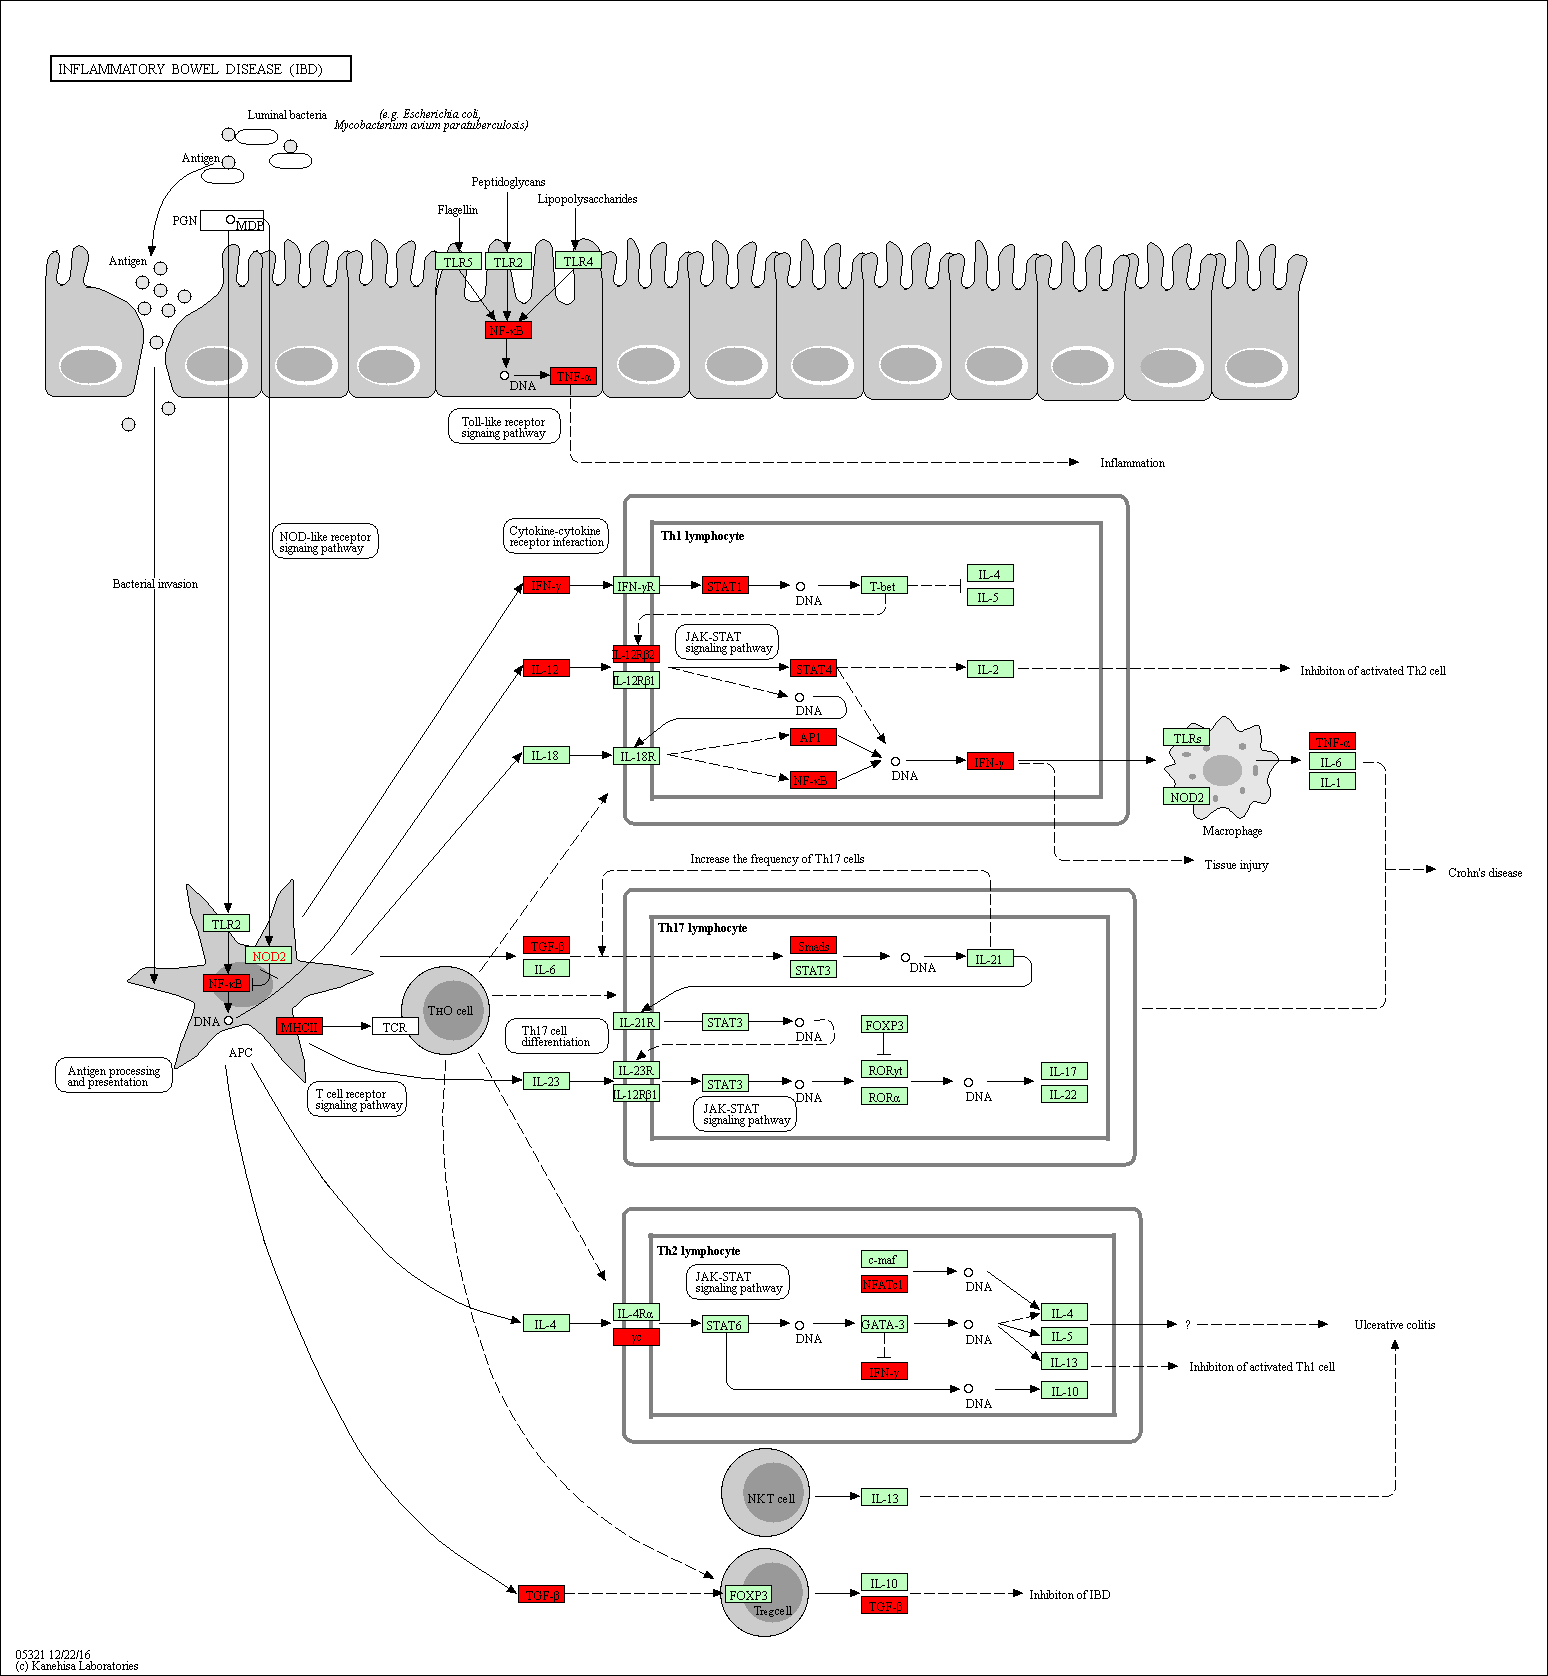 INFLAMMATORY BOWEL DISEASE (IBD)
Luminal bacteria
(e.g. Escherichia coli,
Mycobacterium avium paratuberculosis)
Antigen
Peptidoglycans
Lipopolysaccharides
Flagellin
PGN
MDP
Antigen
TLR5
TLR2
TLR4
NF-κB
DNA
TNF-α
Toll-like receptor
signaing pathway
Inflammation
NOD-like receptor
signaing pathway
Cytokine-cytokine
receptor inferaction
Th1 lymphocyte
Bacterial invasion
IFN-γ
IFN-γR
STAT1
DNA
T-bet
IL-4
IL-5
JAK-STAT
signaling pathway
IL-12
IL-12Rβ2
IL-12Rβ1
STAT4
DNA
IL-2
Inhibiton of activated Th2 cell
IL-18
IL-18R
AP1
NF-κB
DNA
IFN-γ
TLRs
NOD2
Macrophage
TNF-α
IL-6
IL-1
Tissue injury
Crohn's disease
Increase the frequency of Th17 cells
Th17 lymphocyte
TLR2
NOD2
NF-κB
DNA
MHCII
TCR
TH0 cell
APC
TGF-β
IL-6
Smads
STAT3
DNA
IL-21
Th17 cell
differentiation
IL-21R
STAT3
DNA
FOXP3
IL-23
IL-23R
IL-12Rβ1
STAT3
DNA
RORγt
RORα
DNA
IL-17
IL-22
JAK-STAT
signaling pathway
Antigen processing
and presentation
T cell receptor
signaling pathway
Th2 lymphocyte
JAK-STAT
signaling pathway
c-maf
NFATc1
DNA
IL-4
IL-4Rα
γc
STAT6
DNA
GATA-3
DNA
IFN-γ
IL-4
IL-5
IL-13
DNA
IL-10
?
Ulcerative colitis
Inhibiton of activated Th1 cell
NKT cell
IL-13
TGF-β
FOXP3
Treg cell
IL-10
TGF-β
Inhibiton of IBD
05321 12/22/16
(c) Kanehisa Laboratories